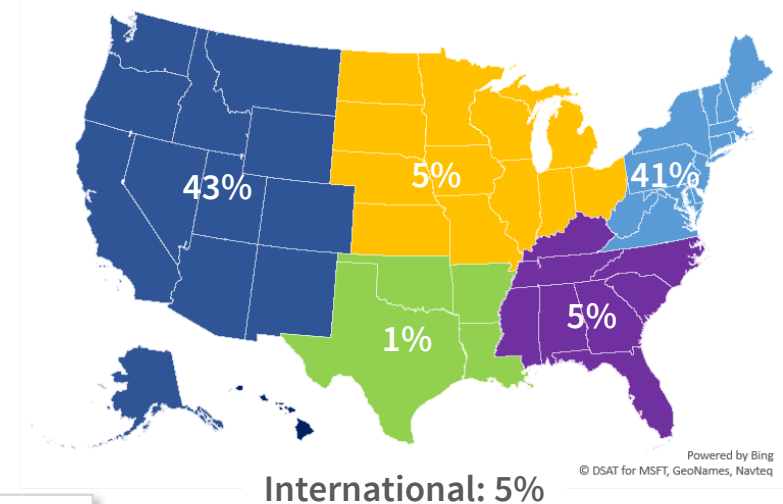 43%
5%
41%
1%
5%
Powered by Bing
© DSAT for MSFT, GeoNames, Navteq
International: 5%